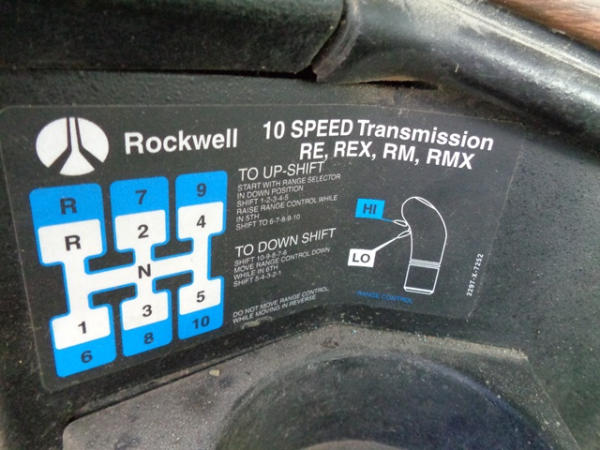 Rockwell
10 SPEED Transmission
RE, REX, RM, RMX
R 7 9
R 2 4
N
1 3 5
6 8 10
TO UP-SHIFT
START WITH RANGE SELECTOR
IN DOWN POSITION
SHIFT 1-2-3-4-5
RAISE RANGE CONTROL WHILE
IN 5TH
SHIFT TO 6-7-8-9-10
TO DOWN SHIFT
SHIFT 10-9-8-7-6
MOVE RANGE CONTROL DOWN
WHILE IN 6TH
SHIFT 5-4-3-2-1
DO NOT MOVE RANGE CONTROL
WHILE MOVING IN REVERSE
HI
LO
RANGE CONTROL
2297-X-7252